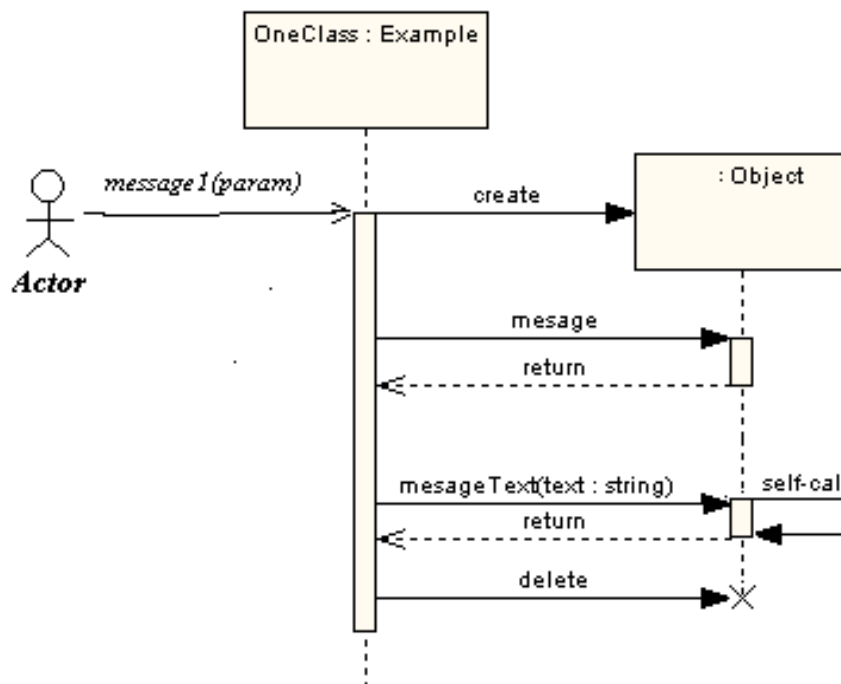 OneClass : Example
: Object
message1(param)
create
Actor
mesage
return
mesageText(text : string)
self-cal
return
delete